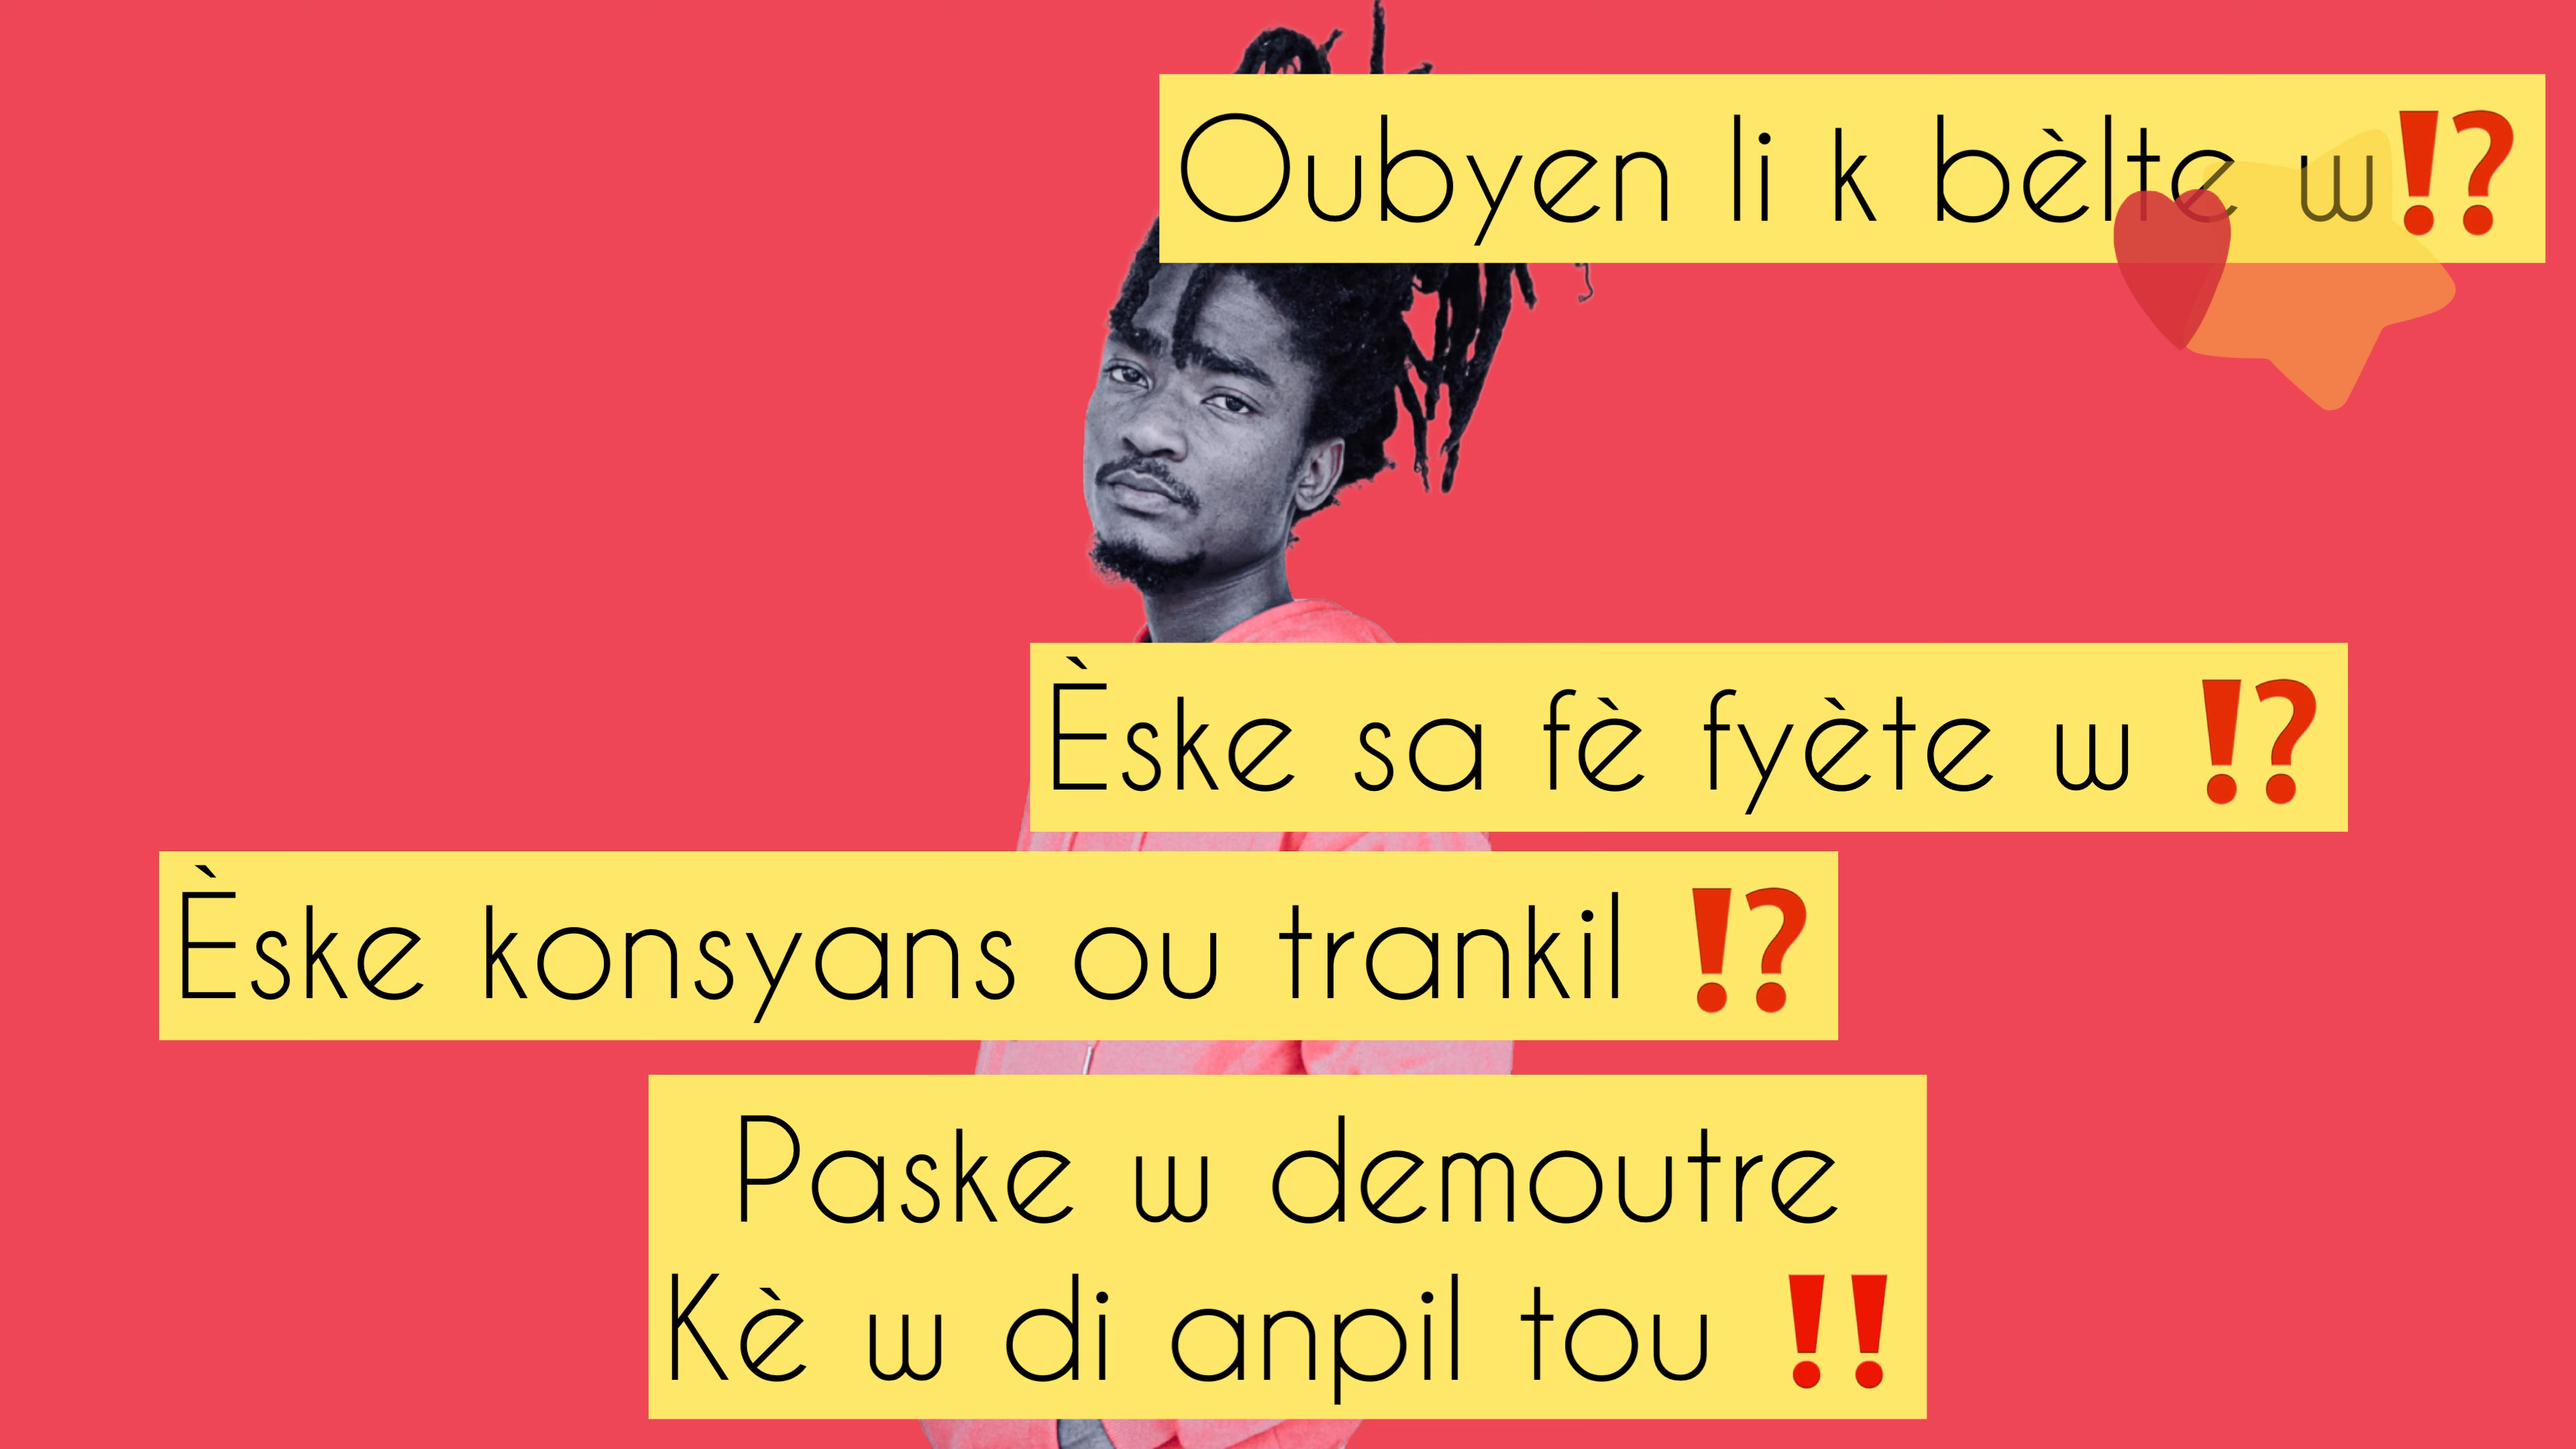 Oubyen li k bèlte w⁉️
Èske sa fè fyète w ⁉️
Èske konsyans ou trankil ⁉️
Paske w demoutre
Kè w di anpil tou ‼️